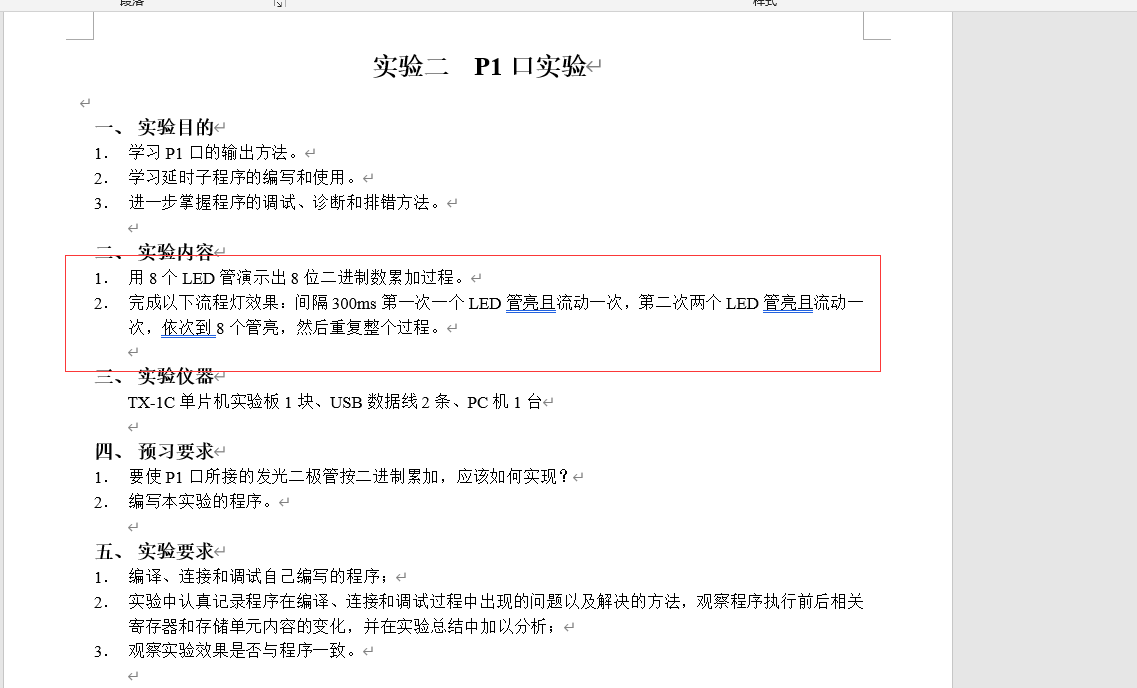 段落
样式
实验二 P1 口实验
一、 实验目的
1. 学习 P1 口的输出方法。
2. 学习延时子程序的编写和使用。
3. 进一步掌握程序的调试、诊断和排错方法。
二、 实验内容
1. 用 8 个 LED 管演示出 8 位二进制数累加过程。
2. 完成以下流程灯效果：间隔 300ms 第一次一个 LED 管亮且流动一次，第二次两个 LED 管亮且流动一
次，依次到 8 个管亮，然后重复整个过程。
三、 实验仪器
TX-1C 单片机实验板 1 块、USB 数据线 2 条、PC 机 1 台
四、 预习要求
1. 要使 P1 口所接的发光二极管按二进制累加，应该如何实现？
2. 编写本实验的程序。
五、 实验要求
1. 编译、连接和调试自己编写的程序；
2. 实验中认真记录程序在编译、连接和调试过程中出现的问题以及解决的方法，观察程序执行前后相关
寄存器和存储单元内容的变化，并在实验总结中加以分析；
3. 观察实验效果是否与程序一致。